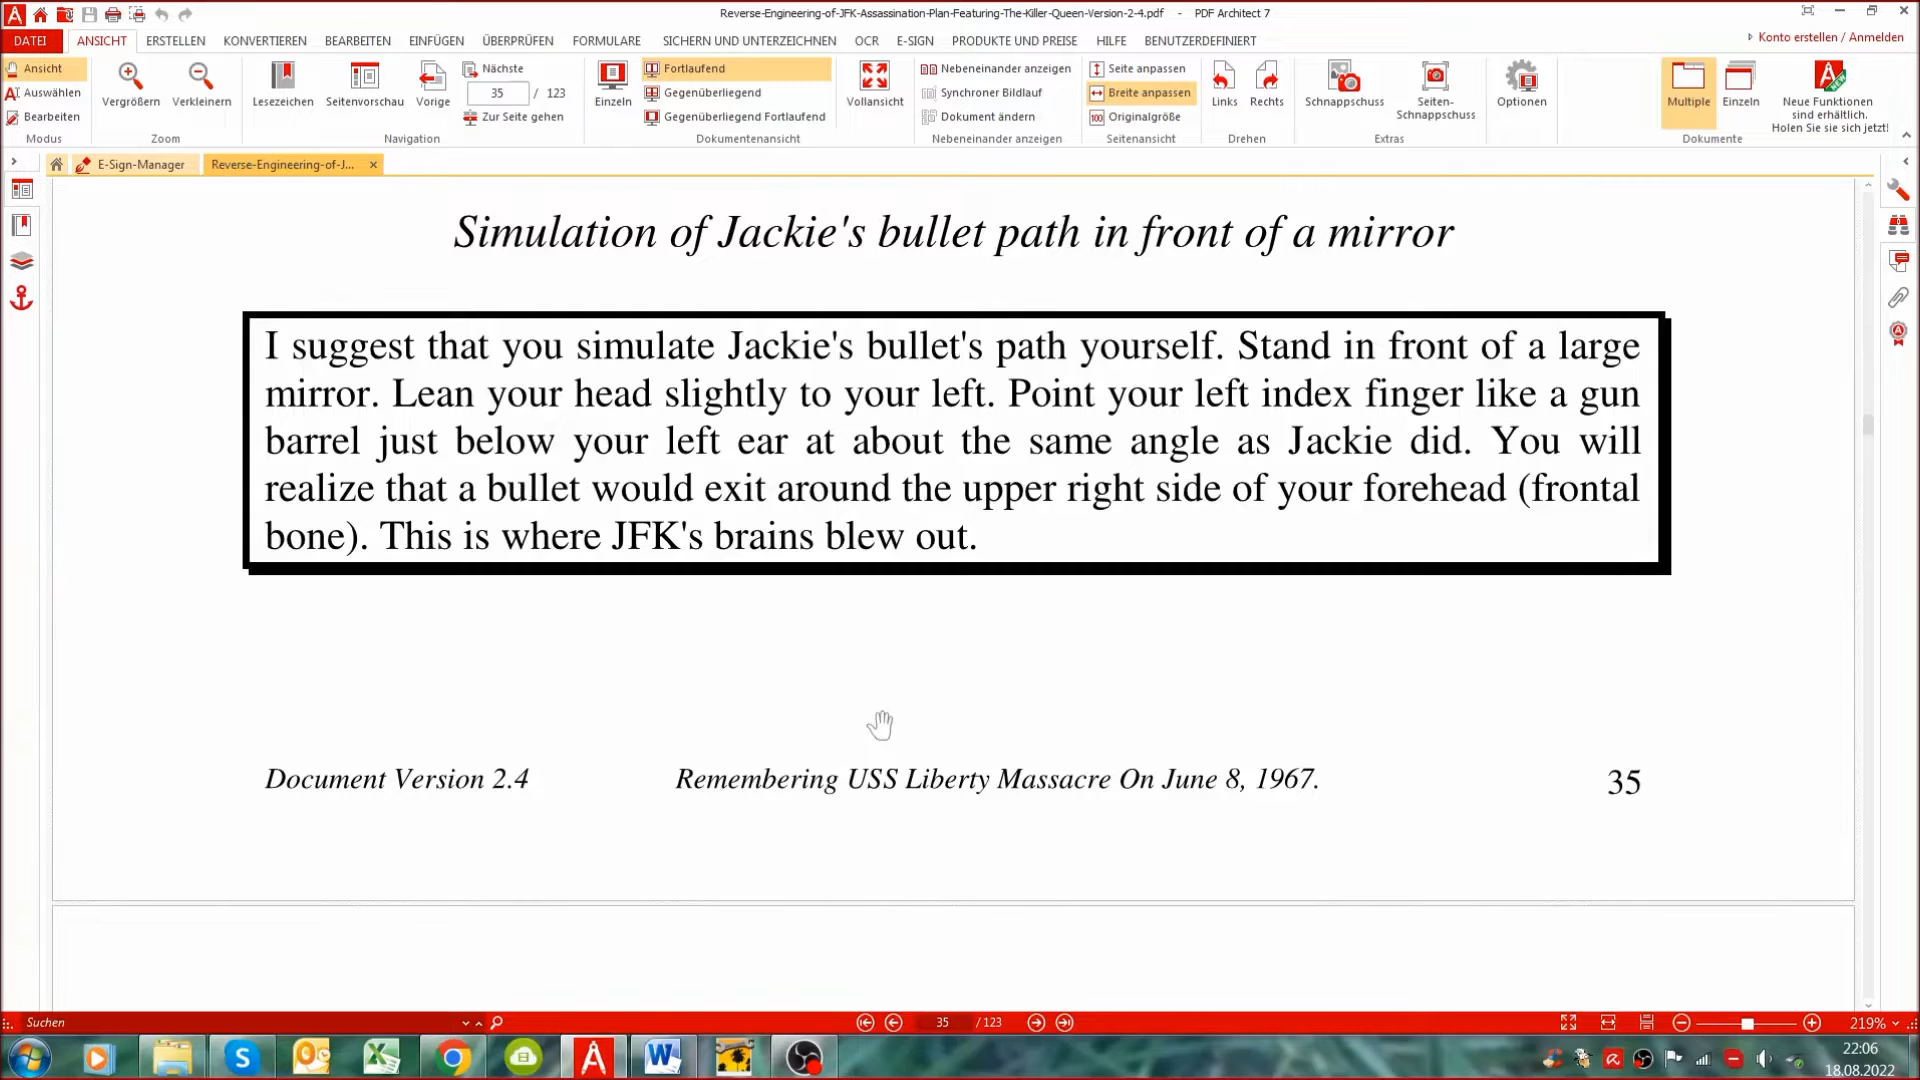 Reverse-Engineering-of-JFK-Assassination-Plan-Featuring-The-Killer-Queen-Version-2-4.pdf - PDF Architect 7
DATEI ANSICHT ERSTELLEN KONVERTIEREN BEARBEITEN EINFÜGEN ÜBERPRÜFEN FORMULARE SICHERN UND UNTERZEICHNEN OCR E-SIGN PRODUKTE UND PREISE HILFE BENUTZERDEFINIERT Konto erstellen / Anmelden
Ansicht
Auswählen
Bearbeiten
Modus
Vergrößern Verkleinern
Zoom
Lesezeichen Seitenvorschau Vorige
Nächste
35 / 123
Zur Seite gehen
Navigation
Einzeln
Fortlaufend
Gegenüberliegend
Gegenüberliegend Fortlaufend
Dokumentenansicht
Vollansicht
Nebeneinander anzeigen
Synchroner Bildlauf
Dokument ändern
Nebeneinander anzeigen
Seite anpassen
Breite anpassen
100 Originalgröße
Seitenansicht
Links Rechts
Drehen
Schnappschuss
Seiten-
Schnappschuss
Extras
Optionen
Multiple Einzeln
Neue Funktionen
sind erhältlich.
Holen Sie sie sich jetzt!
Dokumente
E-Sign-Manager Reverse-Engineering-of-J...
Simulation of Jackie's bullet path in front of a mirror
I suggest that you simulate Jackie's bullet's path yourself. Stand in front of a large
mirror. Lean your head slightly to your left. Point your left index finger like a gun
barrel just below your left ear at about the same angle as Jackie did. You will
realize that a bullet would exit around the upper right side of your forehead (frontal
bone). This is where JFK's brains blew out.
Document Version 2.4 Remembering USS Liberty Massacre On June 8, 1967. 35
Suchen 35 / 123 219%
22:06
18.08.2022